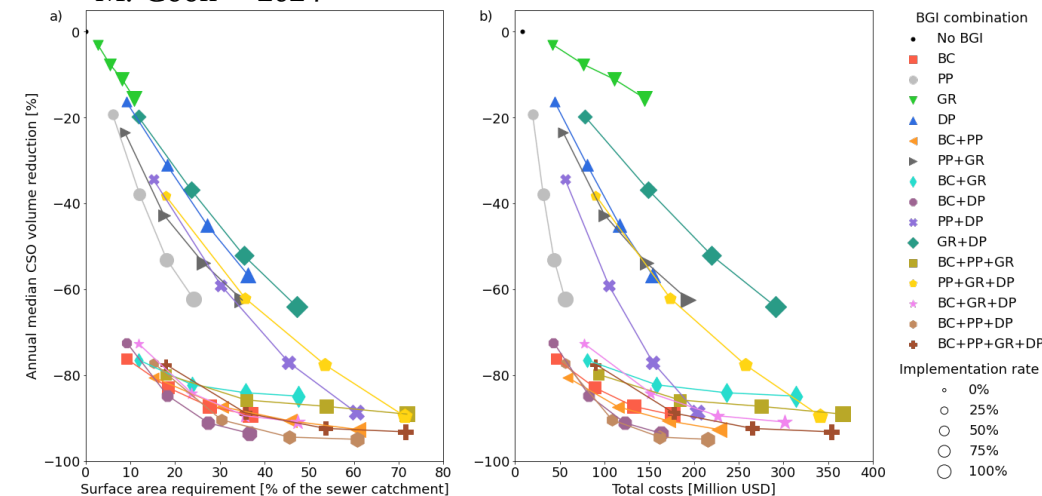 a)
b)
Annual median CSO volume reduction [%]
0
−20
−40
−60
−80
−100
0 10 20 30 40 50 60 70 80
Surface area requirement [% of the sewer catchment]
0
−20
−40
−60
−80
−100
0 50 100 150 200 250 300 350 400
Total costs [Million USD]
BGI combination
No BGI
BC
PP
GR
DP
BC+PP
PP+GR
BC+GR
BC+DP
PP+DP
GR+DP
BC+PP+GR
PP+GR+DP
BC+GR+DP
BC+PP+DP
BC+PP+GR+DP
Implementation rate
0%
25%
50%
75%
100%